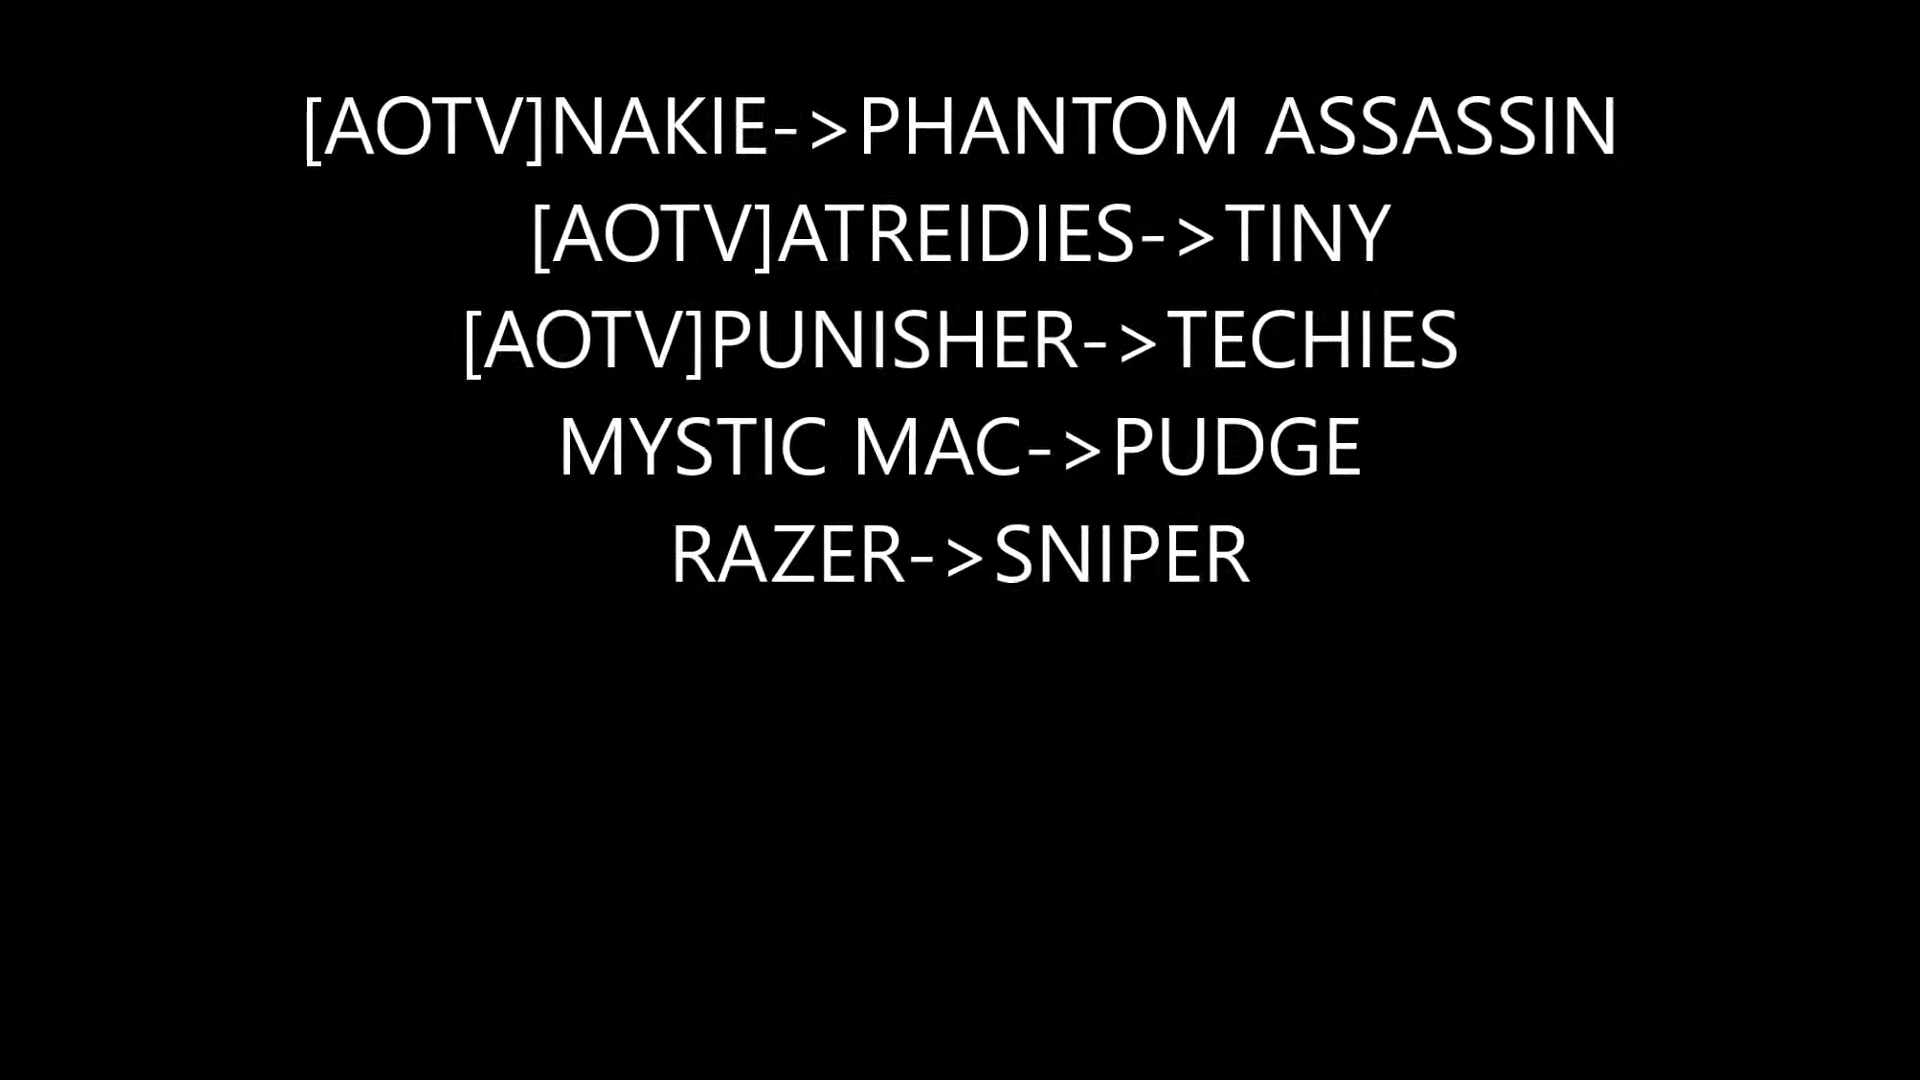 [AOTV]NAKIE->PHANTOM ASSASSIN
[AOTV]ATREIDIES->TINY
[AOTV]PUNISHER->TECHIES
MYSTIC MAC->PUDGE
RAZER->SNIPER